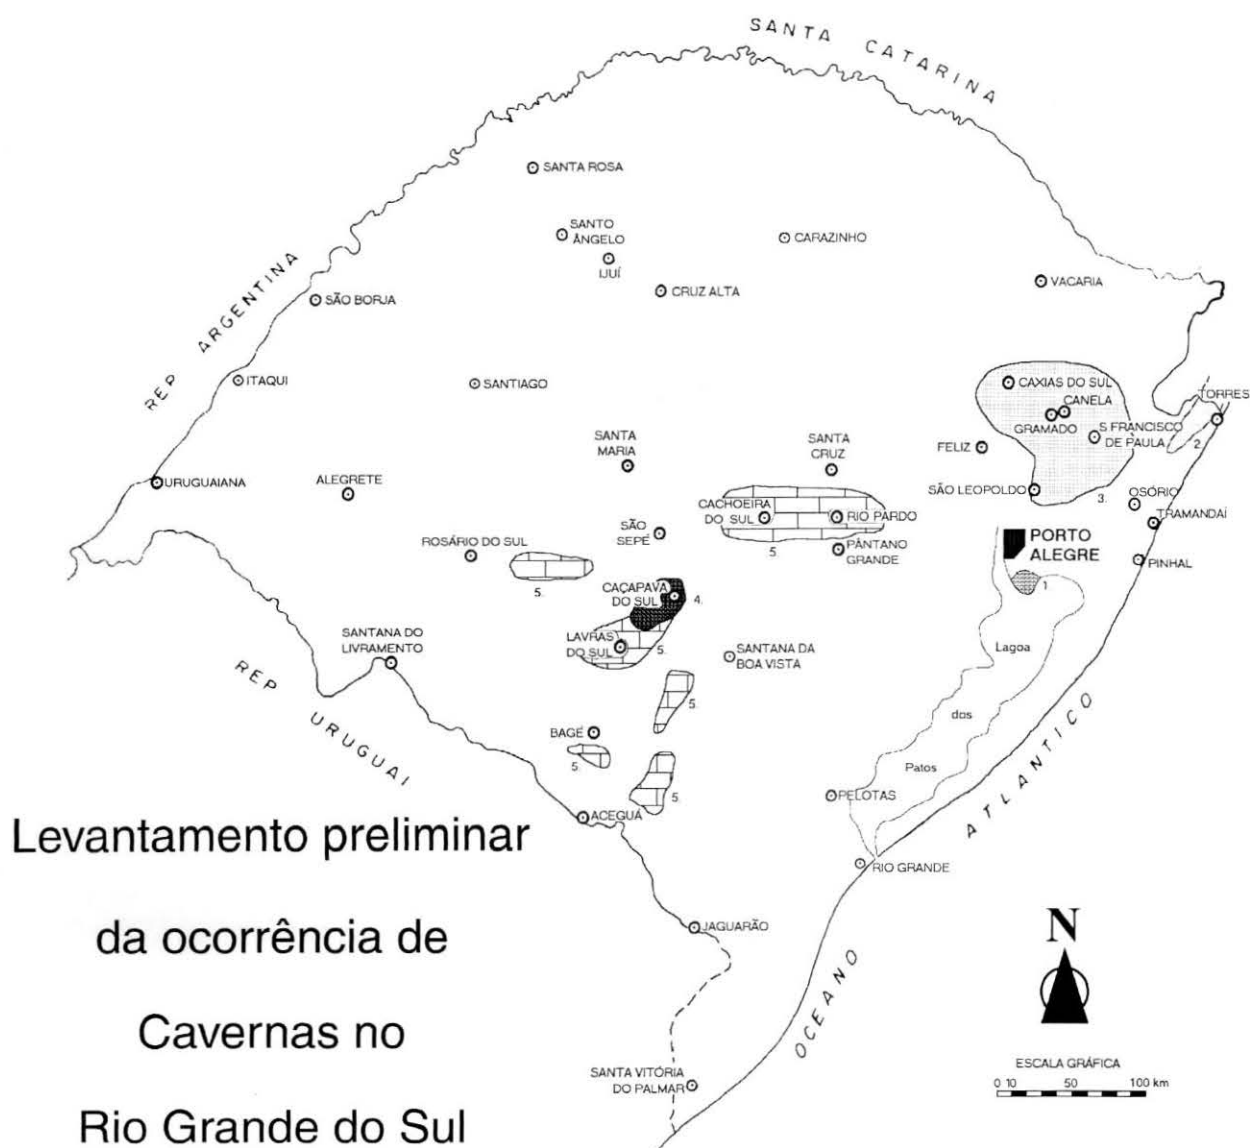 SANTA CATARINA
SANTA ROSA
SANTO
ÂNGELO
IJUÍ
CARAZINHO
CRUZ ALTA
VACARIA
REP ARGENTINA
SÃO BORJA
ITAQUI
SANTIAGO
CAXIAS DO SUL
CANELA
GRAMADO
S. FRANCISCO
DE PAULA
TORRES
2.
3.
FELIZ
SÃO LEOPOLDO
OSÓRIO
TRAMANDAÍ
PINHAL
SANTA
MARIA
SANTA
CRUZ
URUGUAIANA
ALEGRETE
CACHOEIRA
DO SUL
RIO PARDO
5
PÂNTANO
GRANDE
SÃO
SEPÉ
ROSÁRIO DO SUL
5.
PORTO
ALEGRE
1.
CAÇAPAVA
DO SUL
4.
LAVRAS
DO SUL
5.
SANTANA DO
LIVRAMENTO
SANTANA DA
BOA VISTA
Lagoa
dos
Patos
REP URUGUAI
5.
BAGÉ
5.
5.
ACEGUÁ
PELOTAS
RIO GRANDE
OCEANO ATLANTICO
JAGUARÃO
SANTA VITÓRIA
DO PALMAR
Levantamento preliminar
da ocorrência de
Cavernas no
Rio Grande do Sul
N
ESCALA GRÁFICA
0 10 50 100 km